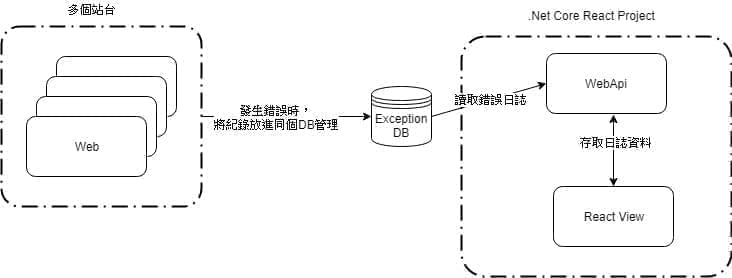 多個站台
.Net Core React Project
Web
發生錯誤時，
將紀錄放進同個DB管理
Exception
DB
讀取錯誤日誌
WebApi
存取日誌資料
React View